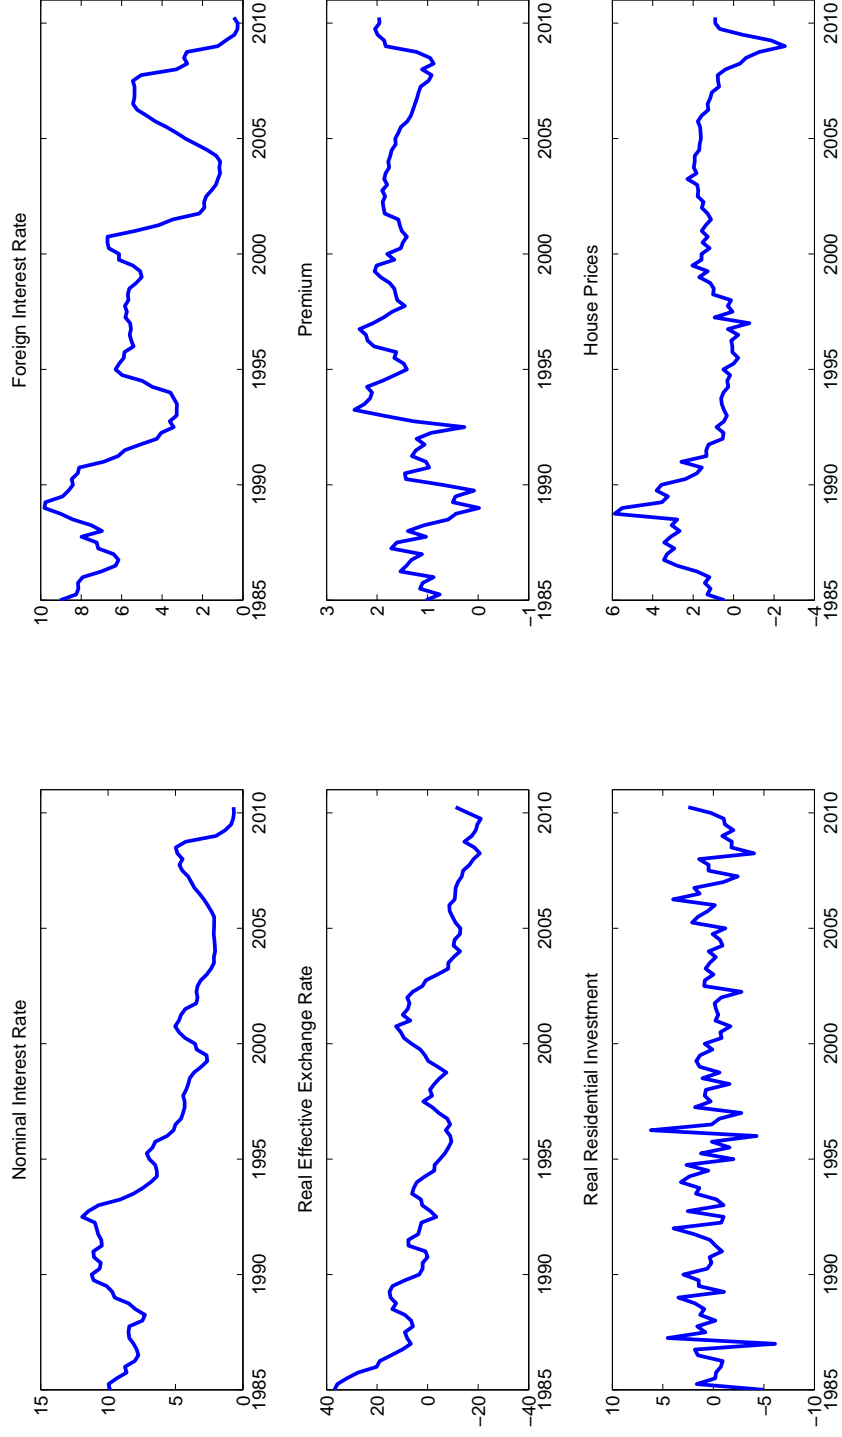 Nominal Interest Rate
15
10
5
0
1985 1990 1995 2000 2005 2010
Foreign Interest Rate
10
8
6
4
2
0
1985 1990 1995 2000 2005 2010
Real Effective Exchange Rate
40
20
0
−20
−40
1985 1990 1995 2000 2005 2010
Premium
3
2
1
0
−1
1985 1990 1995 2000 2005 2010
Real Residential Investment
10
5
0
−5
−10
1985 1990 1995 2000 2005 2010
House Prices
6
4
2
0
−2
−4
1985 1990 1995 2000 2005 2010